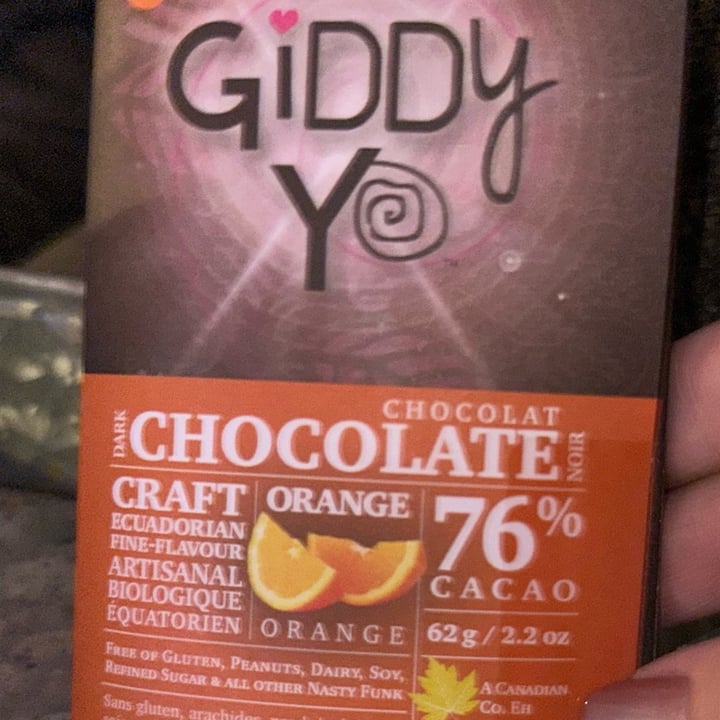 GiDDy
Yo
™
CHOCOLAT
DARK CHOCOLATE NOIR
CRAFT
ECUADORIAN
FINE-FLAVOUR
ARTISANAL
BIOLOGIQUE
ÉQUATORIEN
ORANGE
ORANGE
76%
CACAO
62g / 2.2 oz
FREE OF GLUTEN, PEANUTS, DAIRY, SOY,
REFINED SUGAR & ALL OTHER NASTY FUNK
A CANADIAN
CO. EH
Sans gluten, arachides,